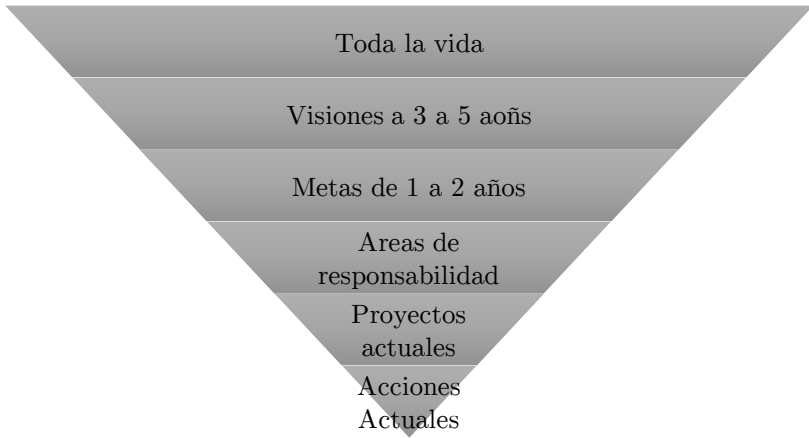 Toda la vida
Visiones a 3 a 5 aoñs
Metas de 1 a 2 años
Areas de
responsabilidad
Proyectos
actuales
Acciones
Actuales